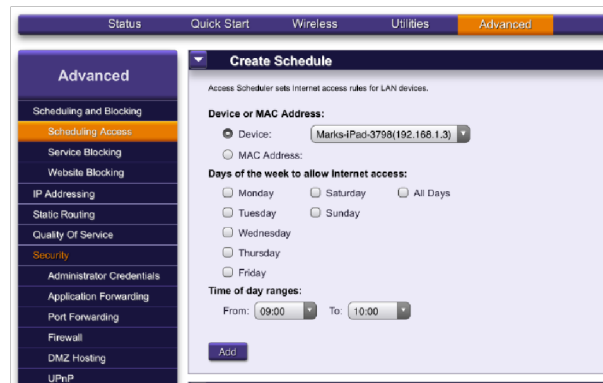 Status Quick Start Wireless Utilities Advanced
Advanced
Scheduling and Blocking
Scheduling Access
Service Blocking
Website Blocking
IP Addressing
Static Routing
Quality Of Service
Security
Administrator Credentials
Application Forwarding
Port Forwarding
Firewall
DMZ Hosting
UPnP
Create Schedule
Access Scheduler sets Internet access rules for LAN devices.
Device or MAC Address:
Device: Marks-iPad-3798(192.168.1.3)
MAC Address:
Days of the week to allow Internet access:
Monday Saturday All Days
Tuesday Sunday
Wednesday
Thursday
Friday
Time of day ranges:
From: 09:00 To: 10:00
Add